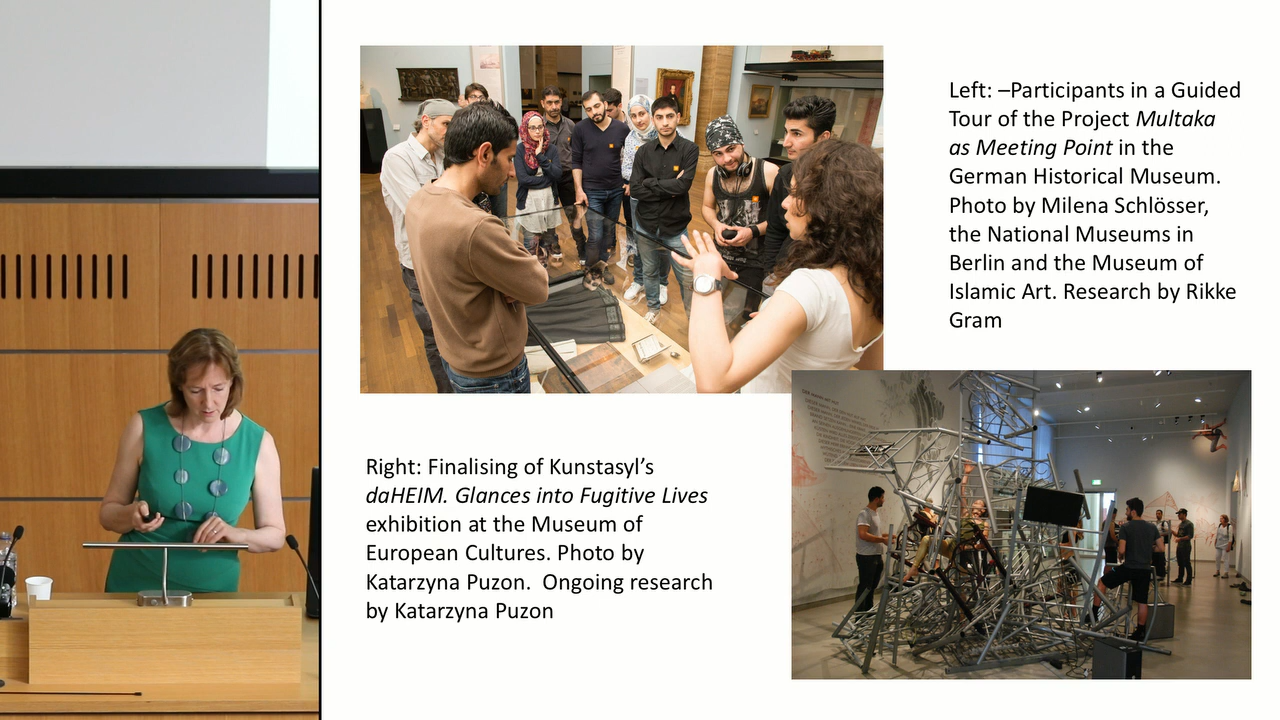 Left: –Participants in a Guided
Tour of the Project Multaka
as Meeting Point in the
German Historical Museum.
Photo by Milena Schlösser,
the National Museums in
Berlin and the Museum of
Islamic Art. Research by Rikke
Gram
Right: Finalising of Kunstasyl’s
daHEIM. Glances into Fugitive Lives
exhibition at the Museum of
European Cultures. Photo by
Katarzyna Puzon.  Ongoing research
by Katarzyna Puzon